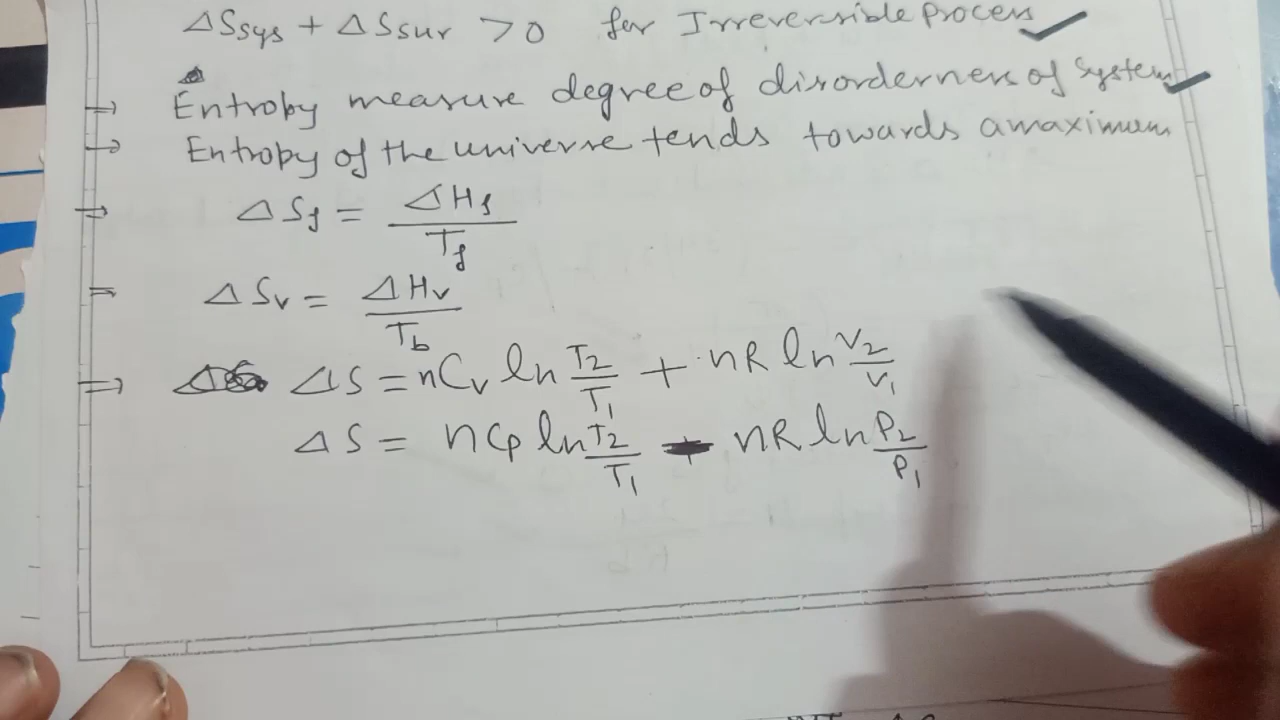 ΔSsys + ΔSsur > 0 for Irreversible Process ✓
⇒ Entroby measure degree of disorderness of system ✓
⇒ Entropy of the universe tends towards a maximum
⇒ ΔSf = ΔHf / Tf
= ΔSv = ΔHv / Tb
⇒ ΔS = nCv ln T2/T1 + nR ln V2/V1
ΔS = nCp ln T2/T1 - nR ln P2/P1